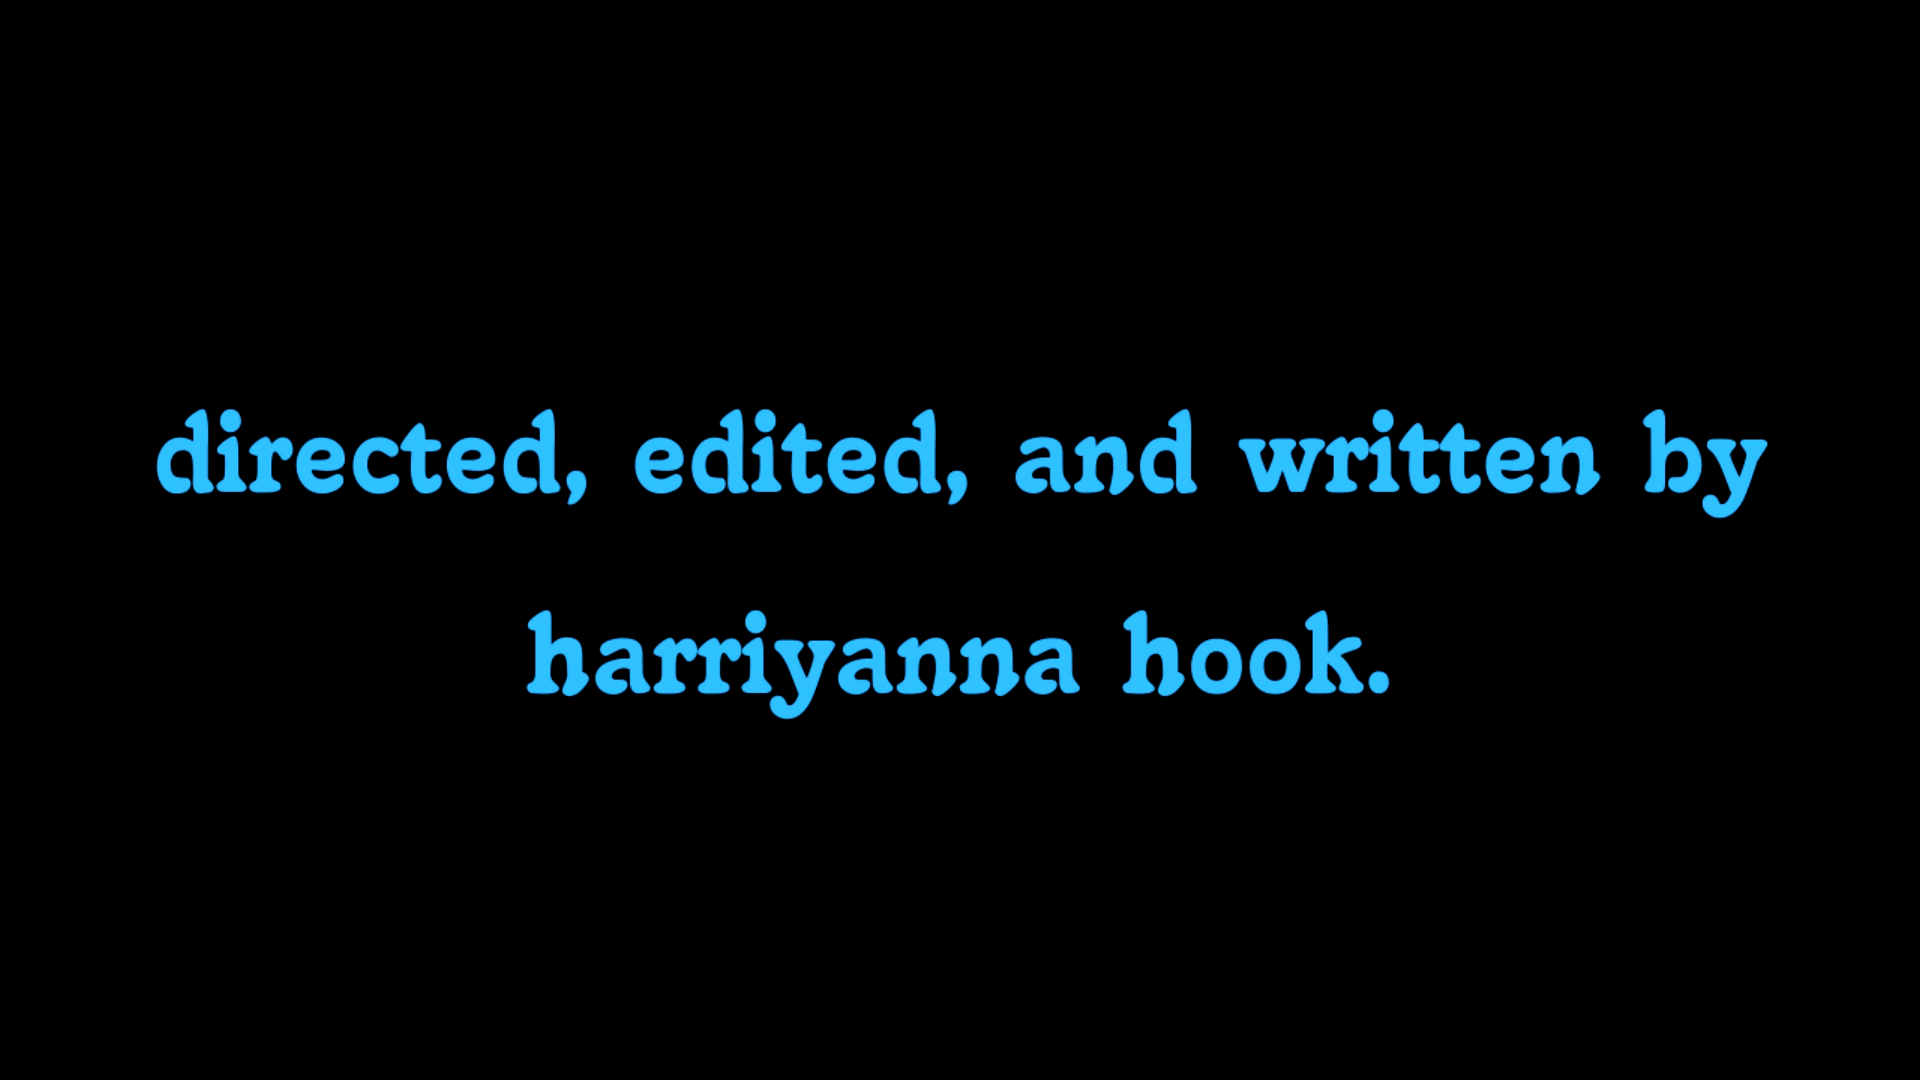 directed, edited, and written by
harriyanna hook.